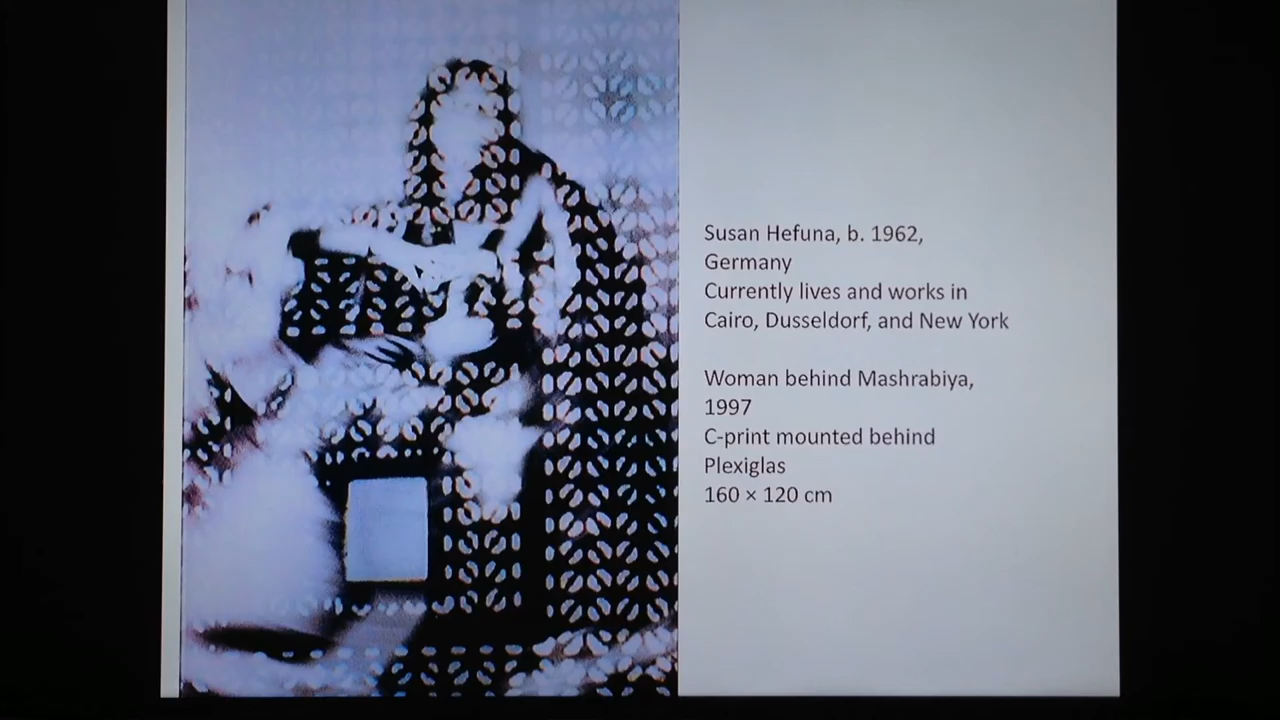 Susan Hefuna, b. 1962,
Germany
Currently lives and works in
Cairo, Dusseldorf, and New York
Woman behind Mashrabiya,
1997
C-print mounted behind
Plexiglas
160 × 120 cm